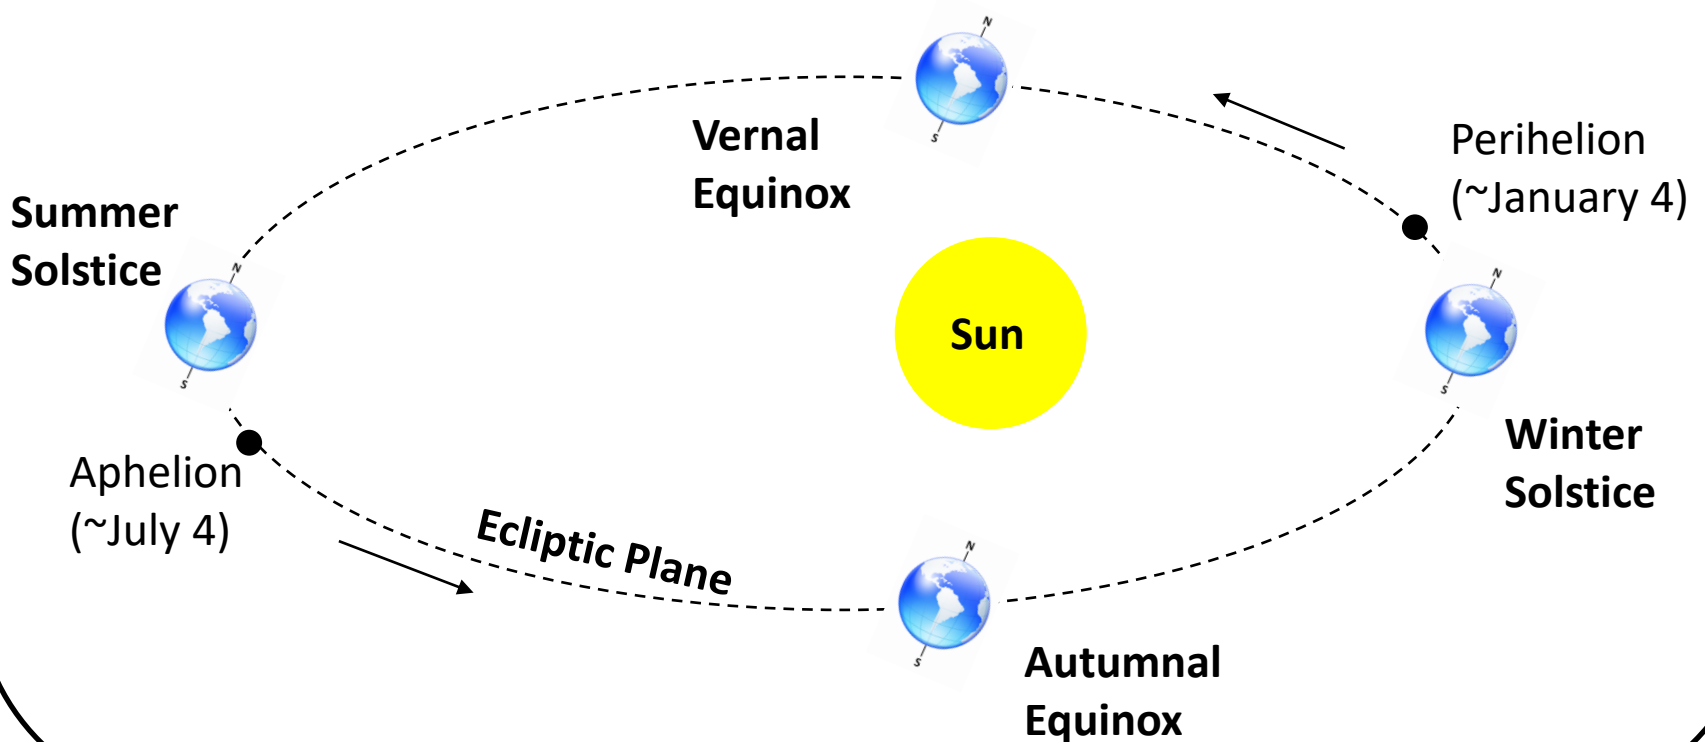 N
S
Vernal
Equinox
Perihelion
(~January 4)
Summer
Solstice
N
S
Sun
N
S
Winter
Solstice
Aphelion
(~July 4)
Ecliptic Plane
N
S
Autumnal
Equinox